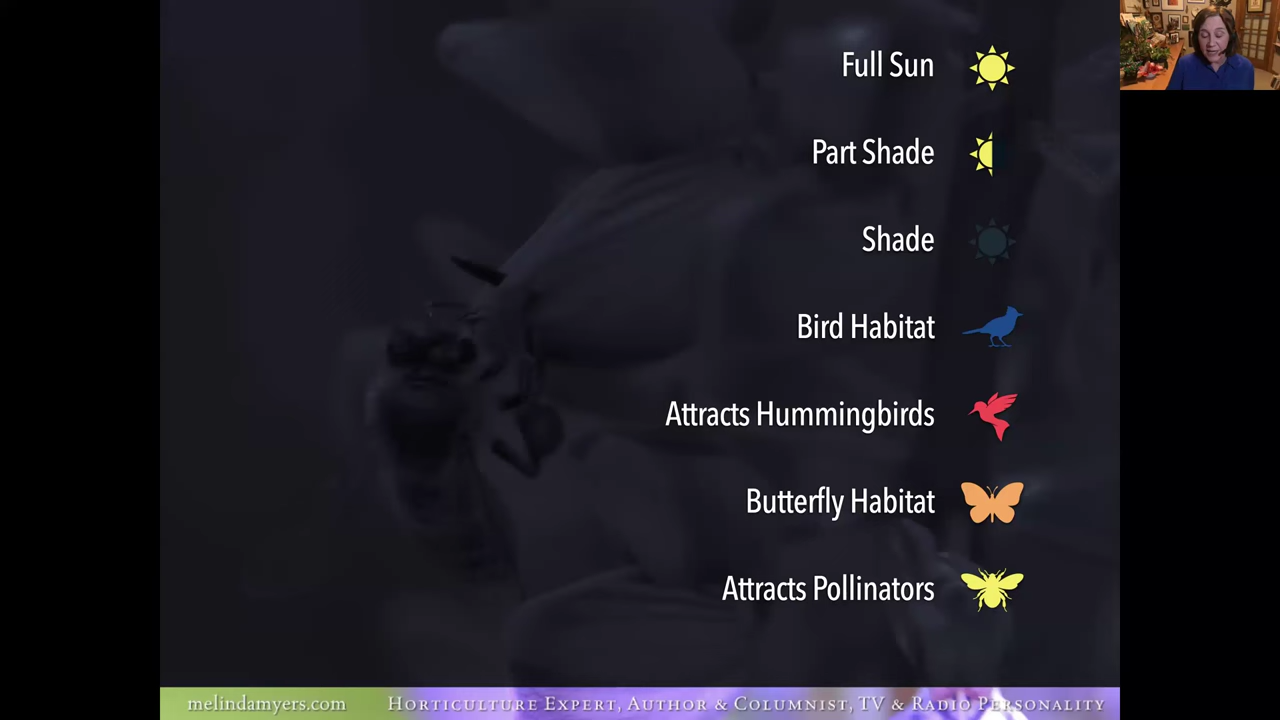 Full Sun
Part Shade
Shade
Bird Habitat
Attracts Hummingbirds
Butterfly Habitat
Attracts Pollinators
melindamyers.com HORTICULTURE EXPERT, AUTHOR & COLUMNIST, TV & RADIO PERSONALITY